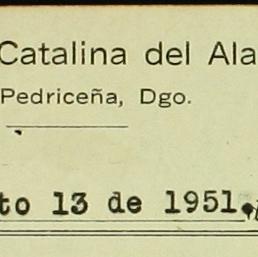 Catalina del Ala
Pedriceña, Dgo.
to 13 de 1951.